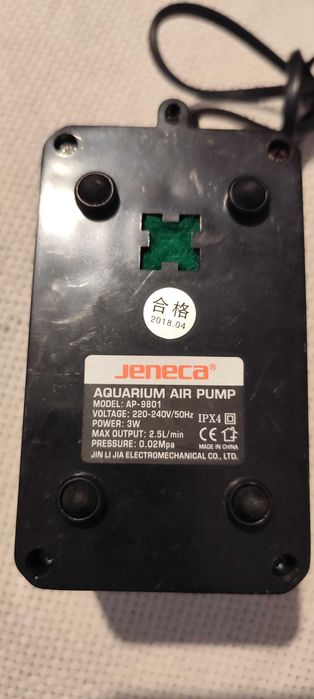 合格
2018.04
Jeneca®
AQUARIUM AIR PUMP
MODEL: AP-9801
VOLTAGE: 220-240V/50Hz
POWER: 3W
IPX4
MAX OUTPUT: 2.5L/min
CE
PRESSURE: 0.02Mpa
MADE IN CHINA
JIN LI JIA ELECTROMECHANICAL CO., LTD.